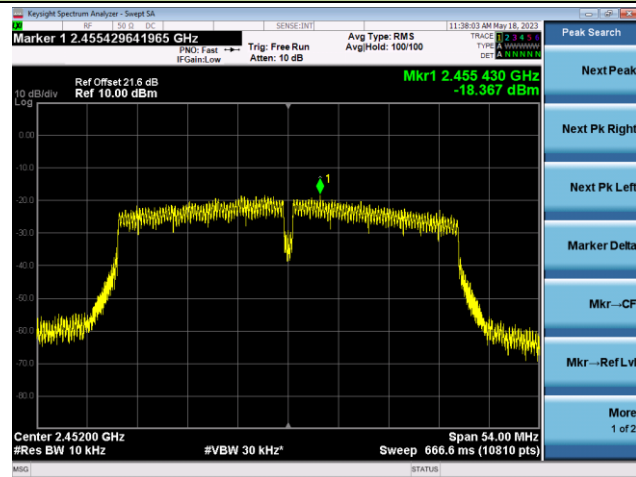 Keysight Spectrum Analyzer - Swept SA
RF 50 Ω DC SENSE:INT 11:38:03 AM May 18, 2023
Marker 1 2.455429641965 GHz
PNO: Fast
IFGain:Low
Trig: Free Run
Atten: 10 dB
Avg Type: RMS
Avg|Hold: 100/100
TRACE 1 2 3 4 5 6
TYPE A WWWWW
DET A N N N N N
Ref Offset 21.6 dB
Ref 10.00 dBm
10 dB/div
Log
Mkr1 2.455 430 GHz
-18.367 dBm
0.00
-10.0
-20.0
-30.0
-40.0
-50.0
-60.0
-70.0
-80.0
1
Center 2.45200 GHz
#Res BW 10 kHz
#VBW 30 kHz*
Span 54.00 MHz
Sweep 666.6 ms (10810 pts)
MSG
STATUS
Peak Search
Next Peak
Next Pk Right
Next Pk Left
Marker Delta
Mkr→CF
Mkr→Ref Lvl
More
1 of 2